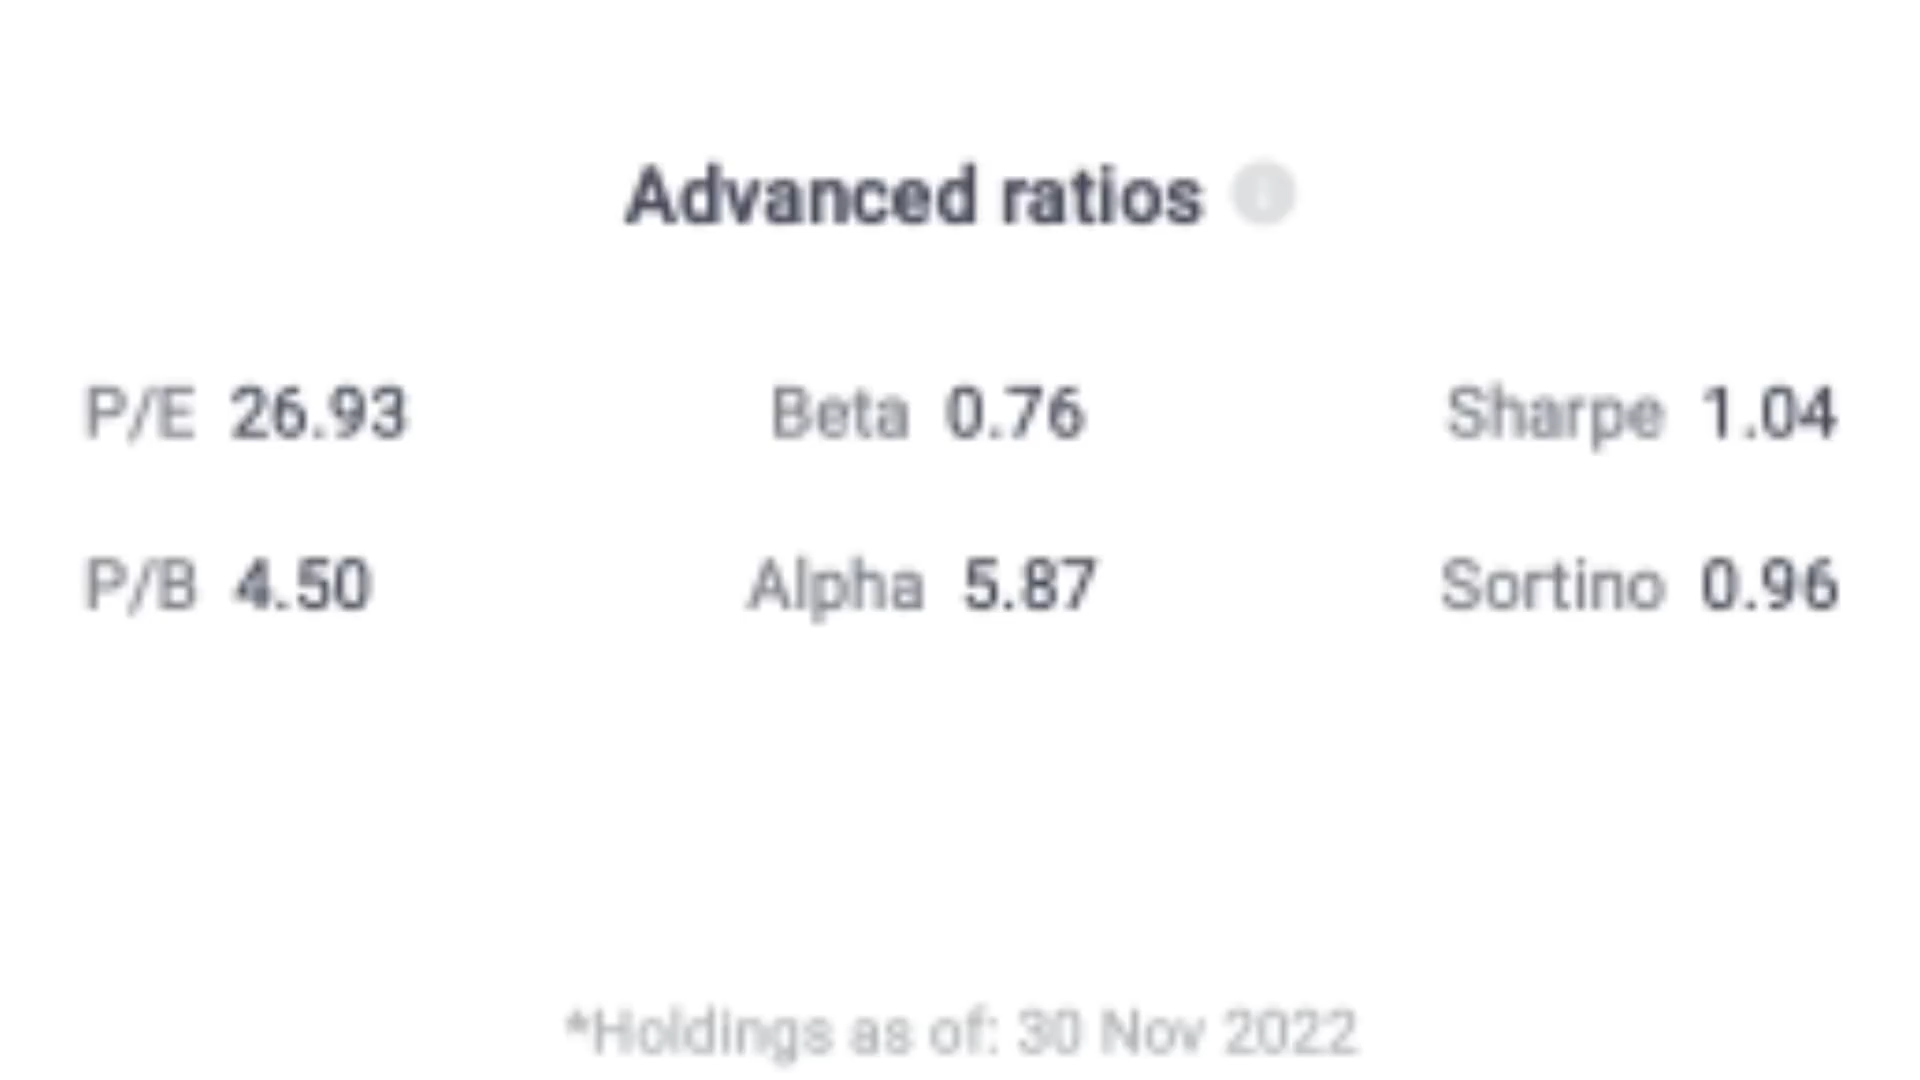 Advanced ratios
P/E 26.93 Beta 0.76 Sharpe 1.04
P/B 4.50 Alpha 5.87 Sortino 0.96
*Holdings as of: 30 Nov 2022